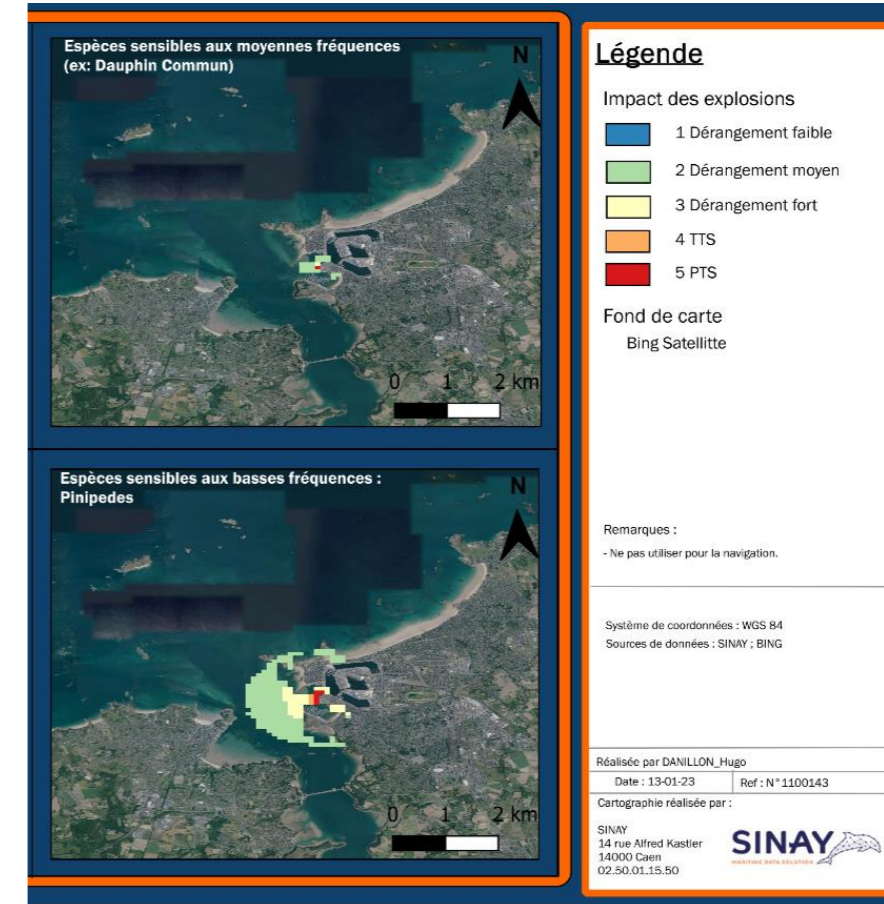 Espèces sensibles aux moyennes fréquences
(ex: Dauphin Commun)
N
0 1 2 km
Espèces sensibles aux basses fréquences :
Pinipedes
N
0 1 2 km
Légende
Impact des explosions
1 Dérangement faible
2 Dérangement moyen
3 Dérangement fort
4 TTS
5 PTS
Fond de carte
Bing Satellitte
Remarques :
- Ne pas utiliser pour la navigation.
Système de coordonnées : WGS 84
Sources de données : SINAY ; BING
Réalisée par DANILLON_Hugo
Date : 13-01-23 Ref : N°1100143
Cartographie réalisée par :
SINAY
14 rue Alfred Kastler
14000 Caen
02.50.01.15.50
SINAY
MARITIME DATA SOLUTION